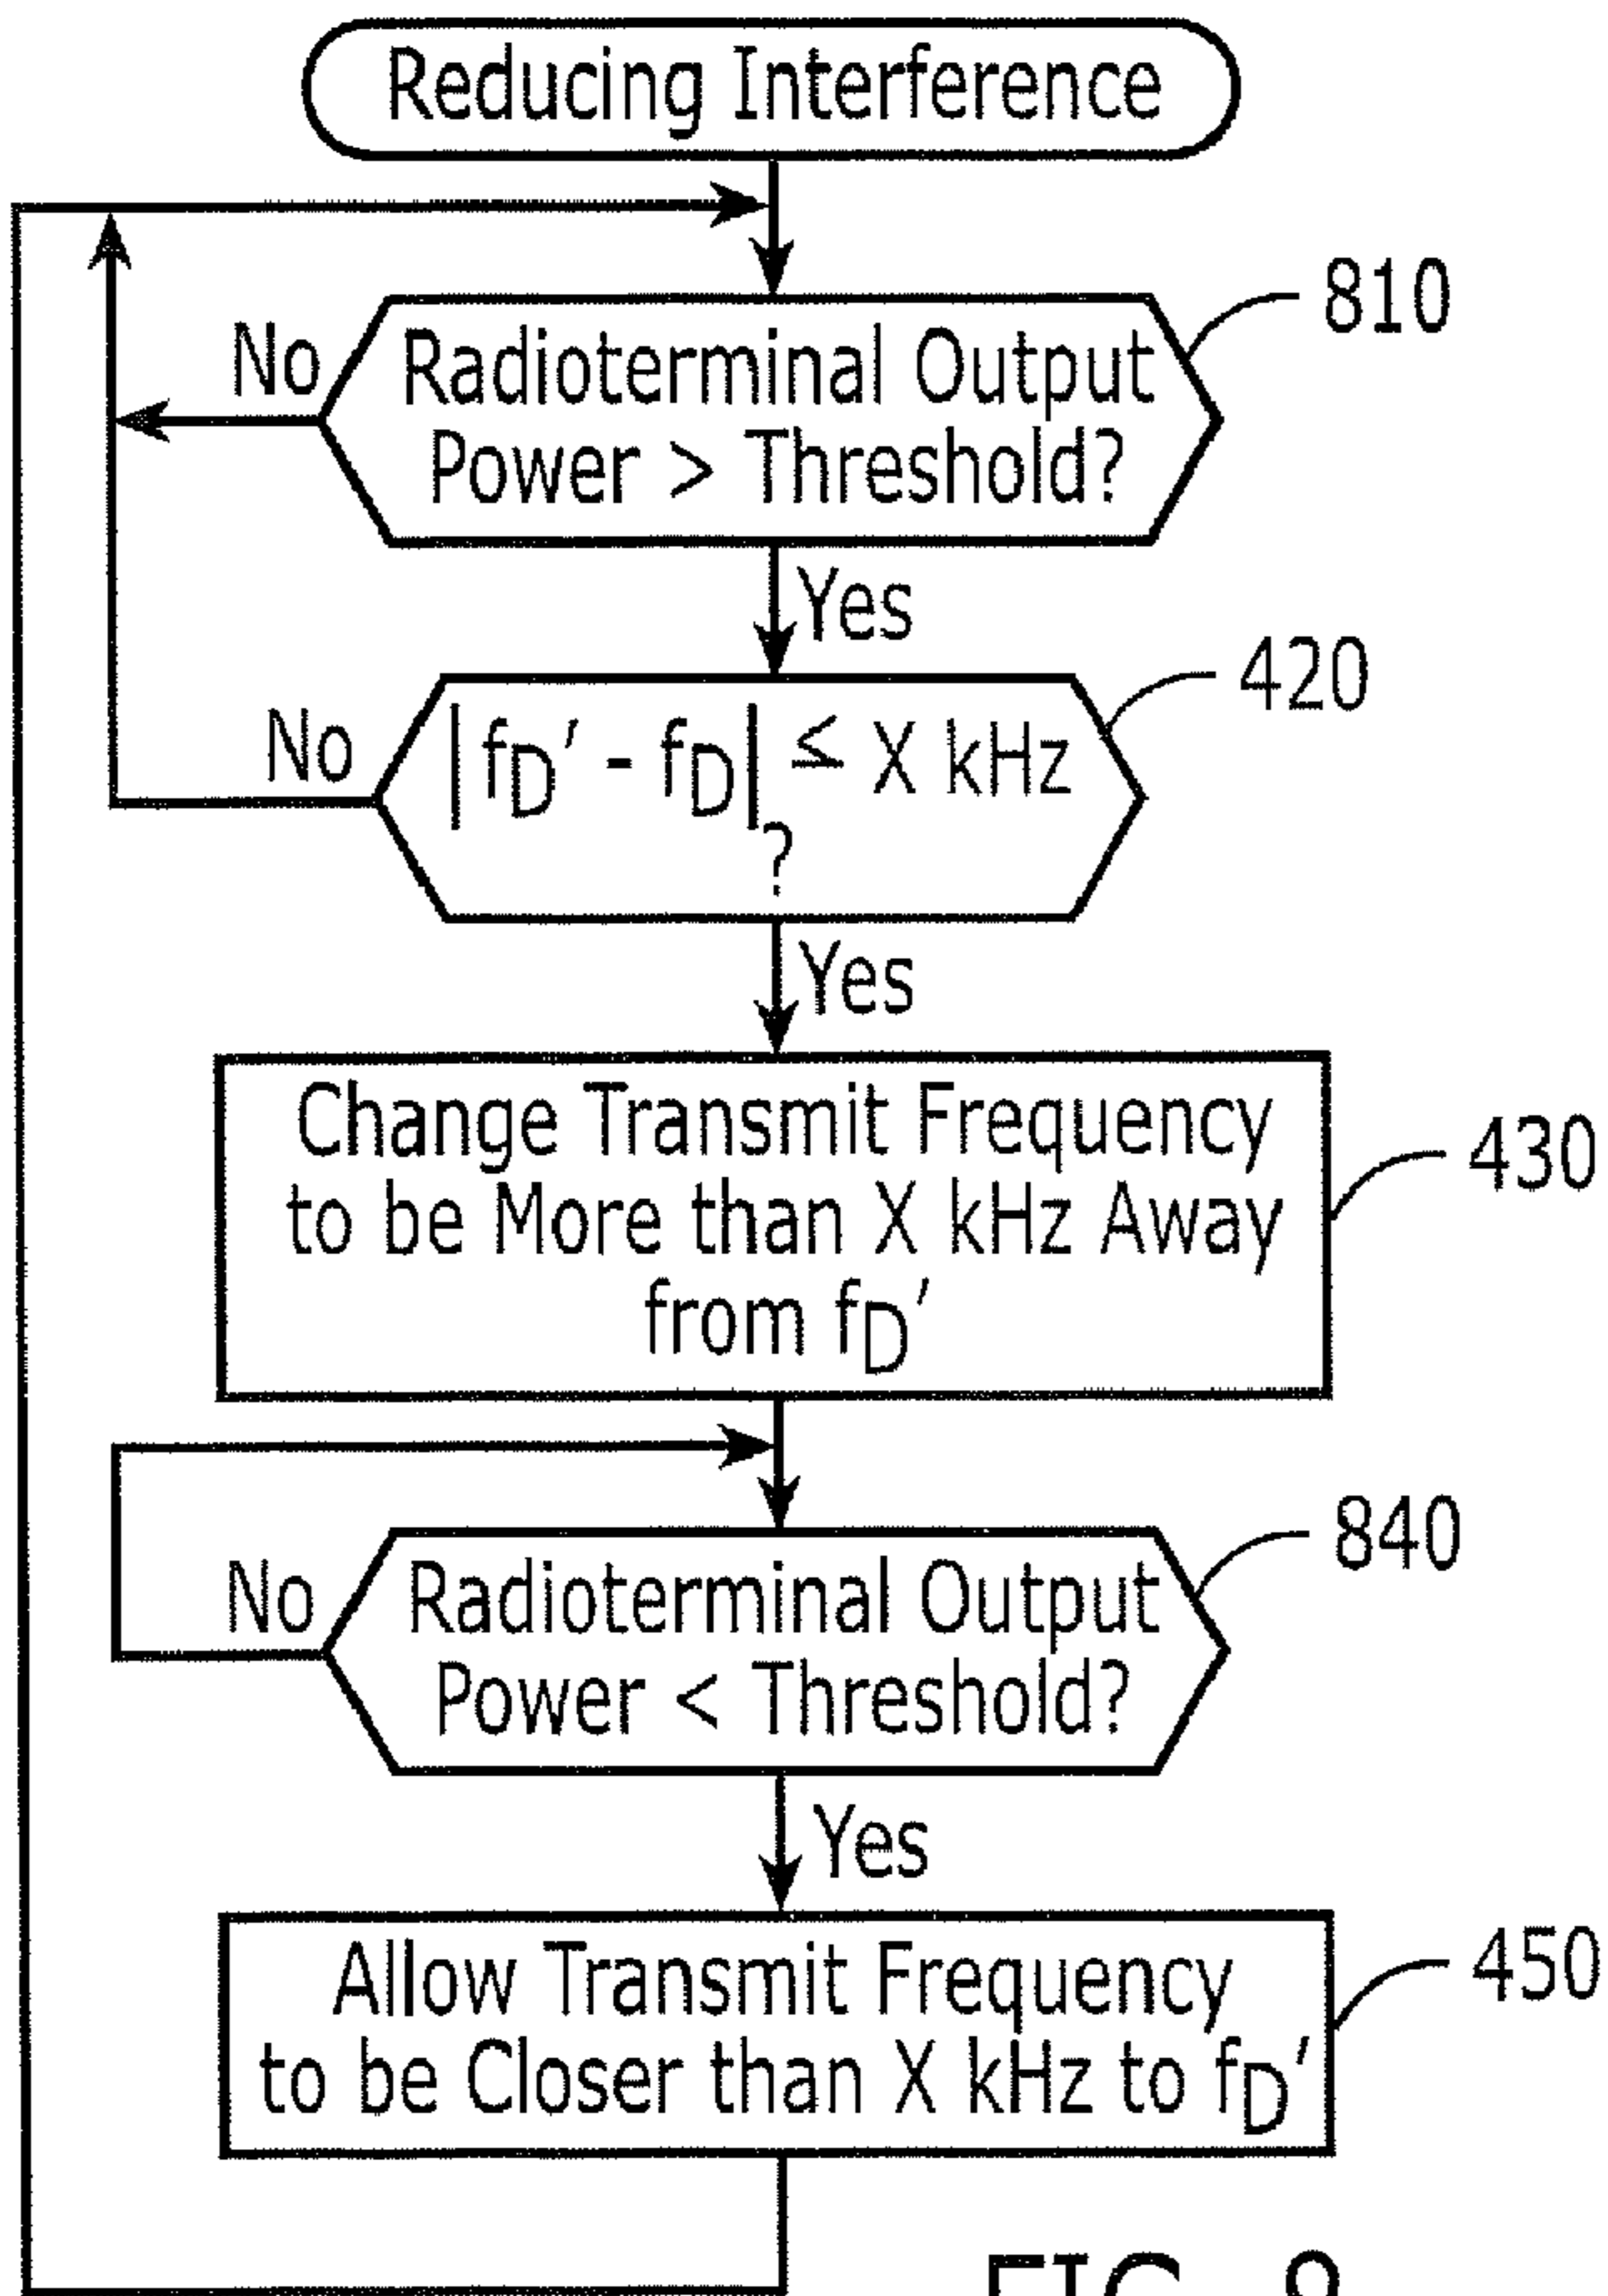 Reducing Interference
810
No
Radioterminal Output
Power > Threshold?
Yes
420
No
|fD' - fD| ≤ X kHz
?
Yes
Change Transmit Frequency
to be More than X kHz Away
from fD'
430
840
No
Radioterminal Output
Power < Threshold?
Yes
Allow Transmit Frequency
to be Closer than X kHz to fD'
450